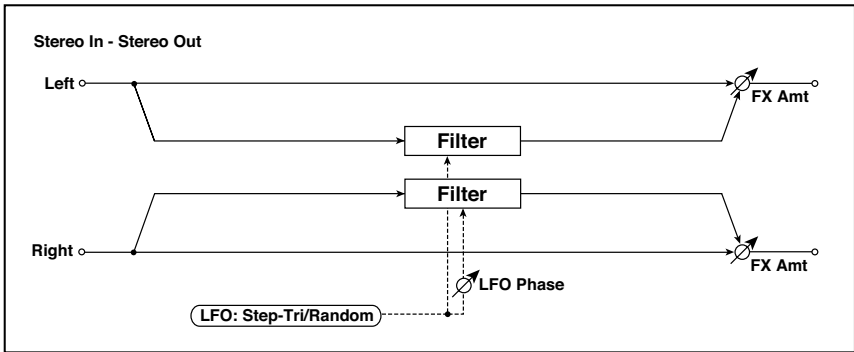 Stereo In - Stereo Out
Left
FX Amt
Filter
Filter
Right
FX Amt
LFO Phase
LFO: Step-Tri/Random